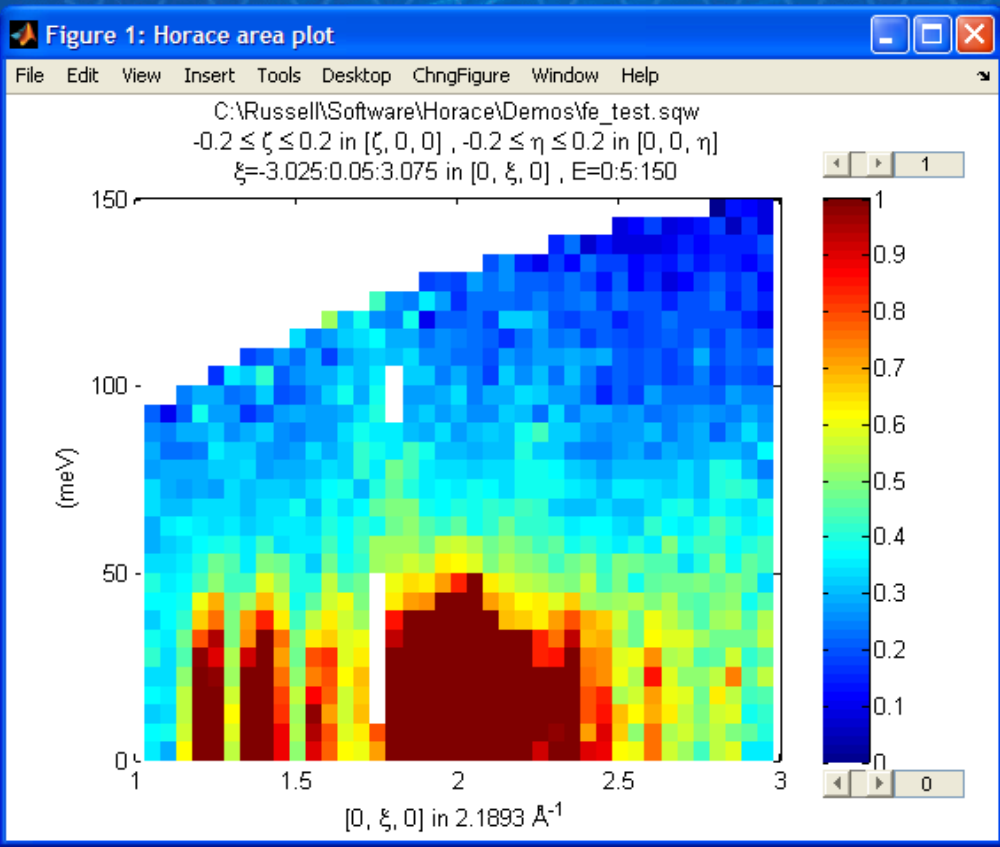 Figure 1: Horace area plot
File Edit View Insert Tools Desktop ChngFigure Window Help
C:\Russell\Software\Horace\Demos\fe_test.sqw
-0.2 ≤ ζ ≤ 0.2 in [ζ, 0, 0] , -0.2 ≤ η ≤ 0.2 in [0, 0, η]
ξ=-3.025:0.05:3.075 in [0, ξ, 0] , E=0:5:150
1
150
100
50
0
(meV)
1 1.5 2 2.5 3
[0, ξ, 0] in 2.1893 Å-1
1
0.9
0.8
0.7
0.6
0.5
0.4
0.3
0.2
0.1
0
0